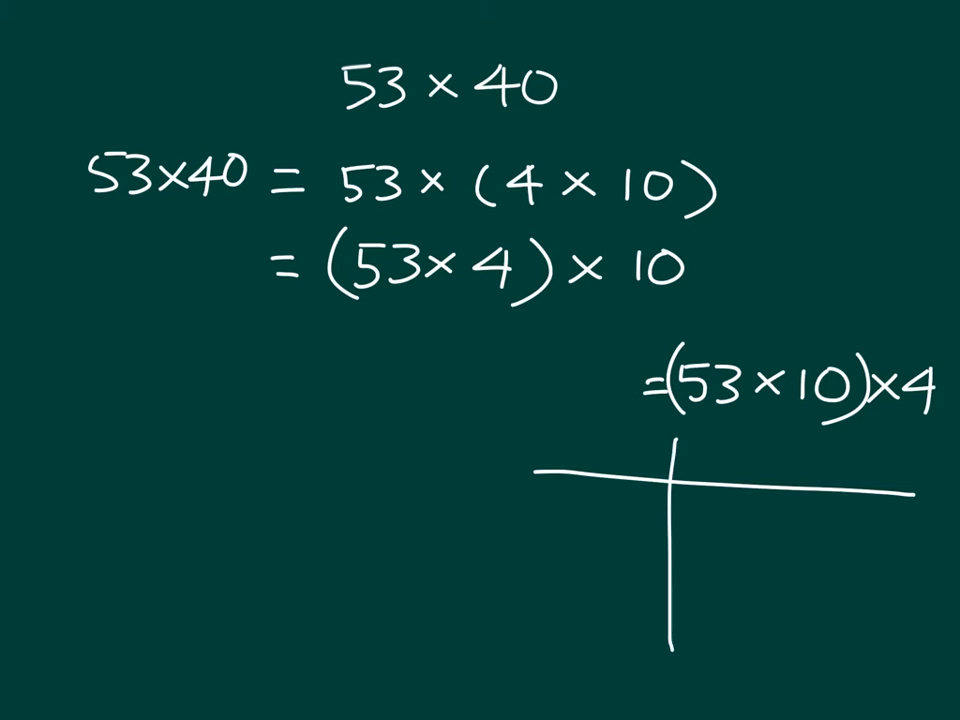 53 × 40
53×40 = 53 × (4 × 10)
= (53 × 4) × 10
=(53 × 10)×4